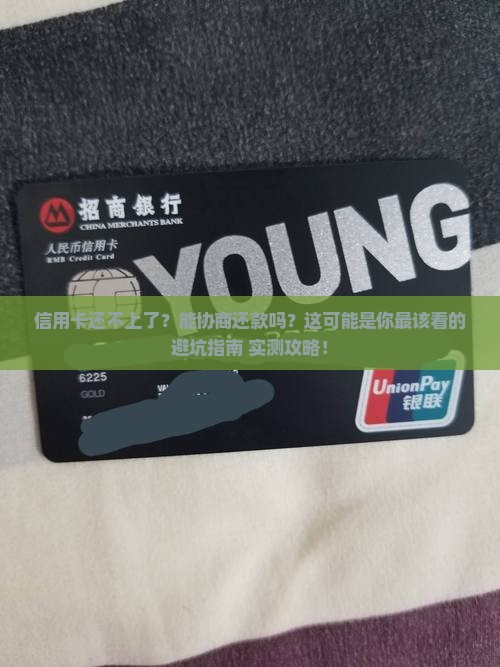 招商银行
CHINA MERCHANTS BANK
人民币信用卡
RMB Credit Card
YOUNG
信用卡还不上了？能协商还款吗？这可能是你最该看的
避坑指南 实测攻略！
6225
GOLD
UnionPay
银联